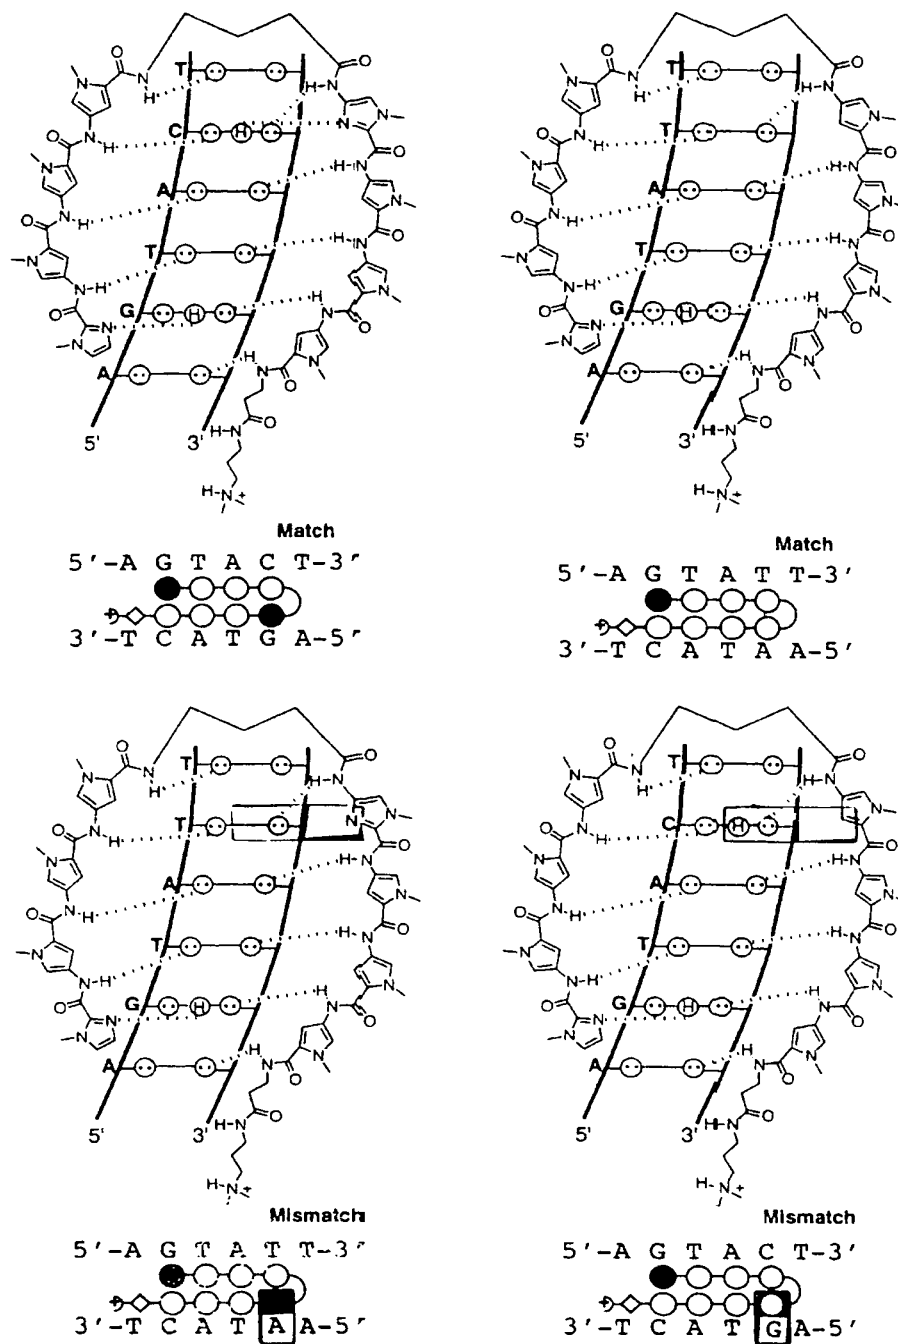 T
C
A
T
G
A
5'
3'
Match
5'-A G T A C T-3'
3'-T C A T G A-5'
T
T
A
T
G
A
5'
3'
Match
5'-A G T A T T-3'
3'-T C A T A A-5'
T
T
A
T
G
A
5'
3'
Mismatch
5'-A G T A T T-3'
3'-T C A T A A-5'
T
C
A
T
G
A
5'
3'
Mismatch
5'-A G T A C T-3'
3'-T C A T G A-5'